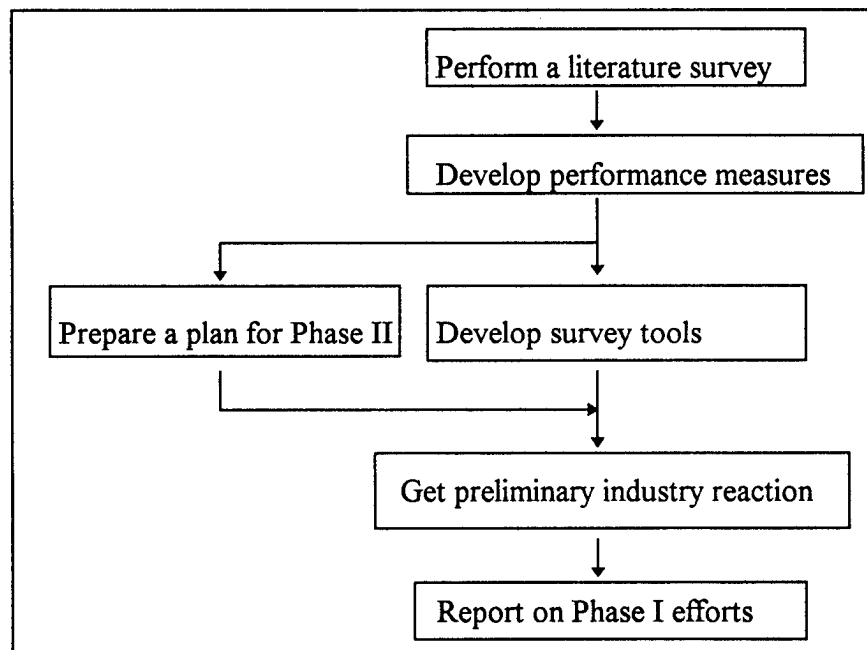 Perform a literature survey
Develop performance measures
Prepare a plan for Phase II
Develop survey tools
Get preliminary industry reaction
Report on Phase I efforts